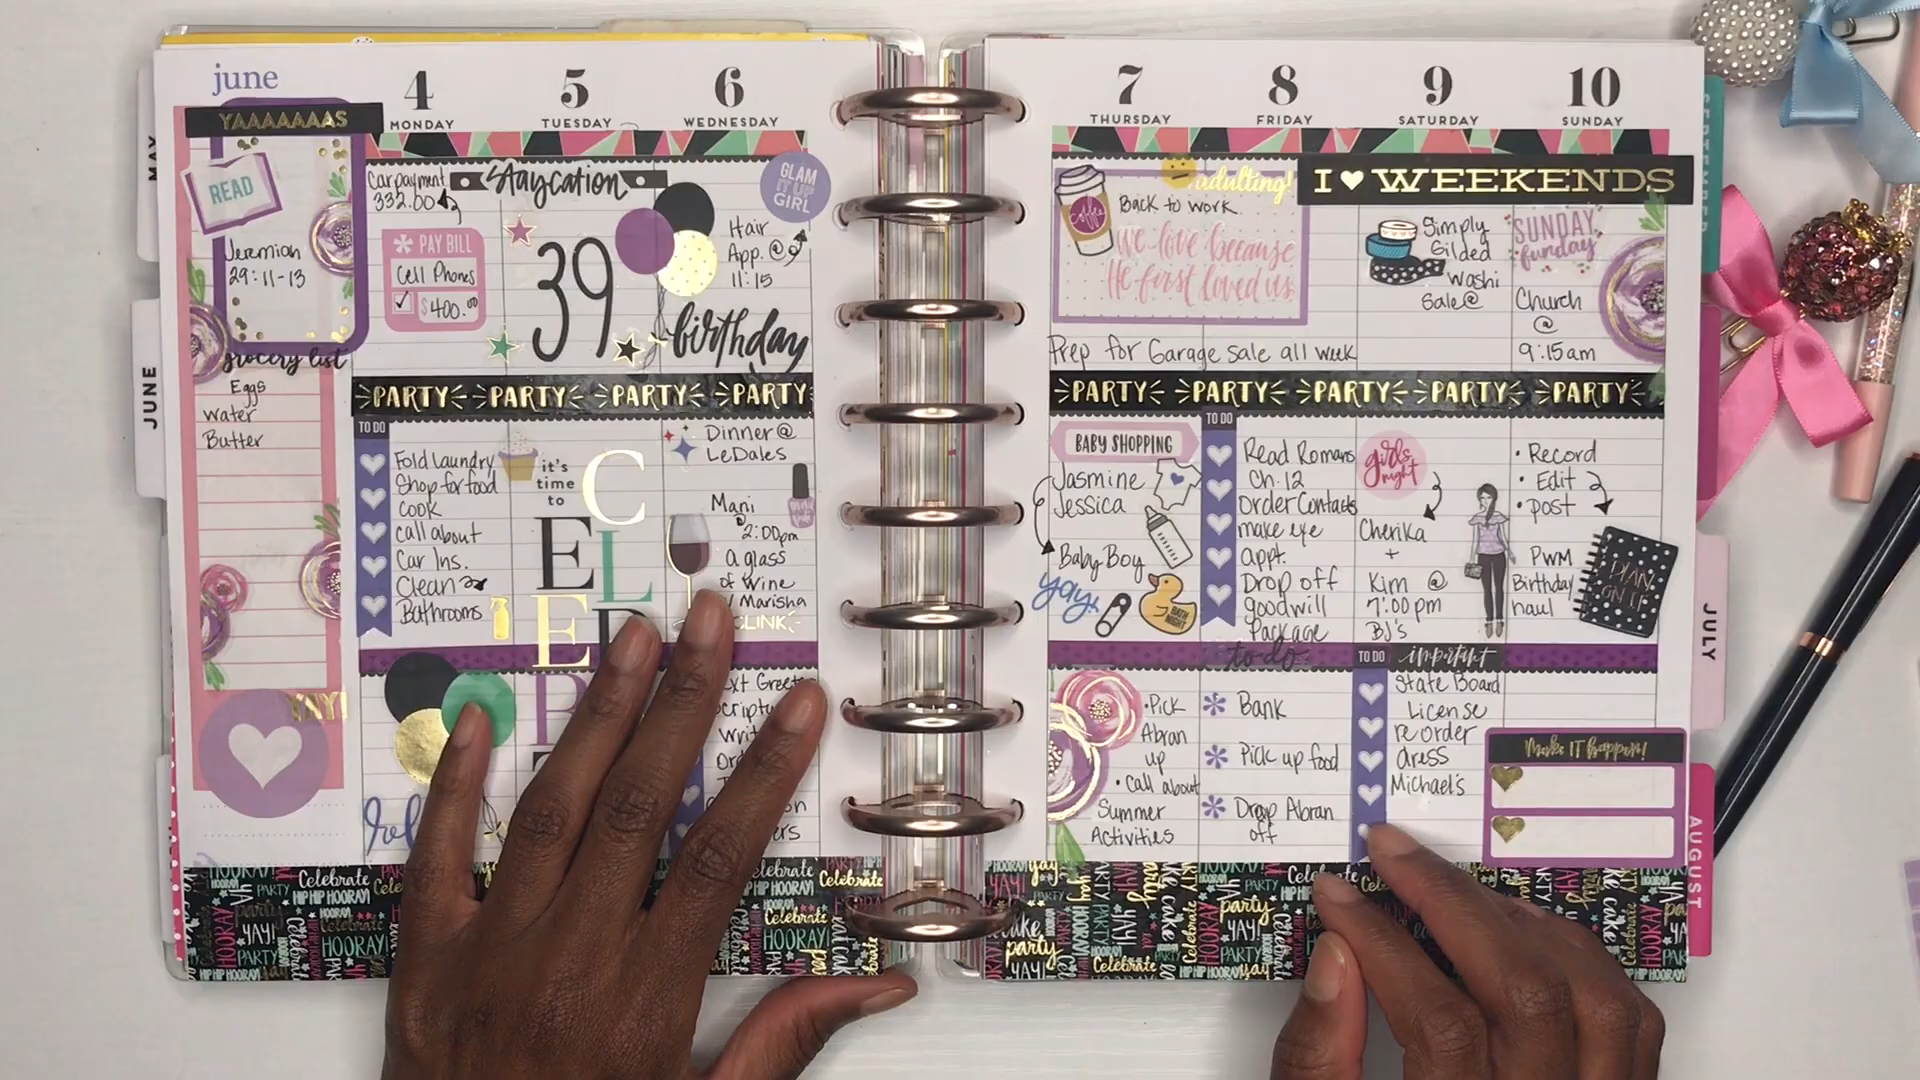 june
YAAAAAAAS
READ
Jeremiah
29:11-13
grocery list
Eggs
water
Butter
YAY!
MAY
JUNE
4
MONDAY
5
TUESDAY
6
WEDNESDAY
Car payment
332.00
Staycation
GLAM
IT UP
GIRL
PAY BILL
Cell Phones
$400.00
39
Hair
App. @
11:15
birthday
PARTY PARTY PARTY PARTY
TO DO
Fold Laundry
Shop for food
cook
call about
Car Ins.
Clean
Bathrooms
it's
time
to
C
E L
E
B
Dinner @
LeDales
Mani
@
2:00pm
a glass
of wine
w/ Marisha
CLINK
7
THURSDAY
8
FRIDAY
9
SATURDAY
10
SUNDAY
coffee
adulting!
Back to work
We love because
He first loved us.
I WEEKENDS
Simply
Gilded
Washi
Sale @
SUNDAY
funday
Church
@
9:15am
Prep for Garage Sale all week
PARTY PARTY PARTY PARTY PARTY
BABY SHOPPING
Jasmine
Jessica
Baby Boy
yay!
BATH
NIGHT
TO DO
Read Romans
Ch. 12
Order Contacts
make eye
appt.
Drop off
goodwill
Package
girls
night
Cherika
+
Kim @
7:00 pm
BJ's
• Record
• Edit
• post
PWM
Birthday
haul
PLAN
IT ON
• Pick
Abran
up
• Call about
Summer
Activities
to do
Bank
Pick up food
Drop Abran
off
TO DO
important
State Board
License
reorder
dress
Michael's
Make IT happen!
SEPTEMBER
JULY
AUGUST
Celebrate
PARTY
HIP HIP HOORAY!
YAY!
HOORAY!